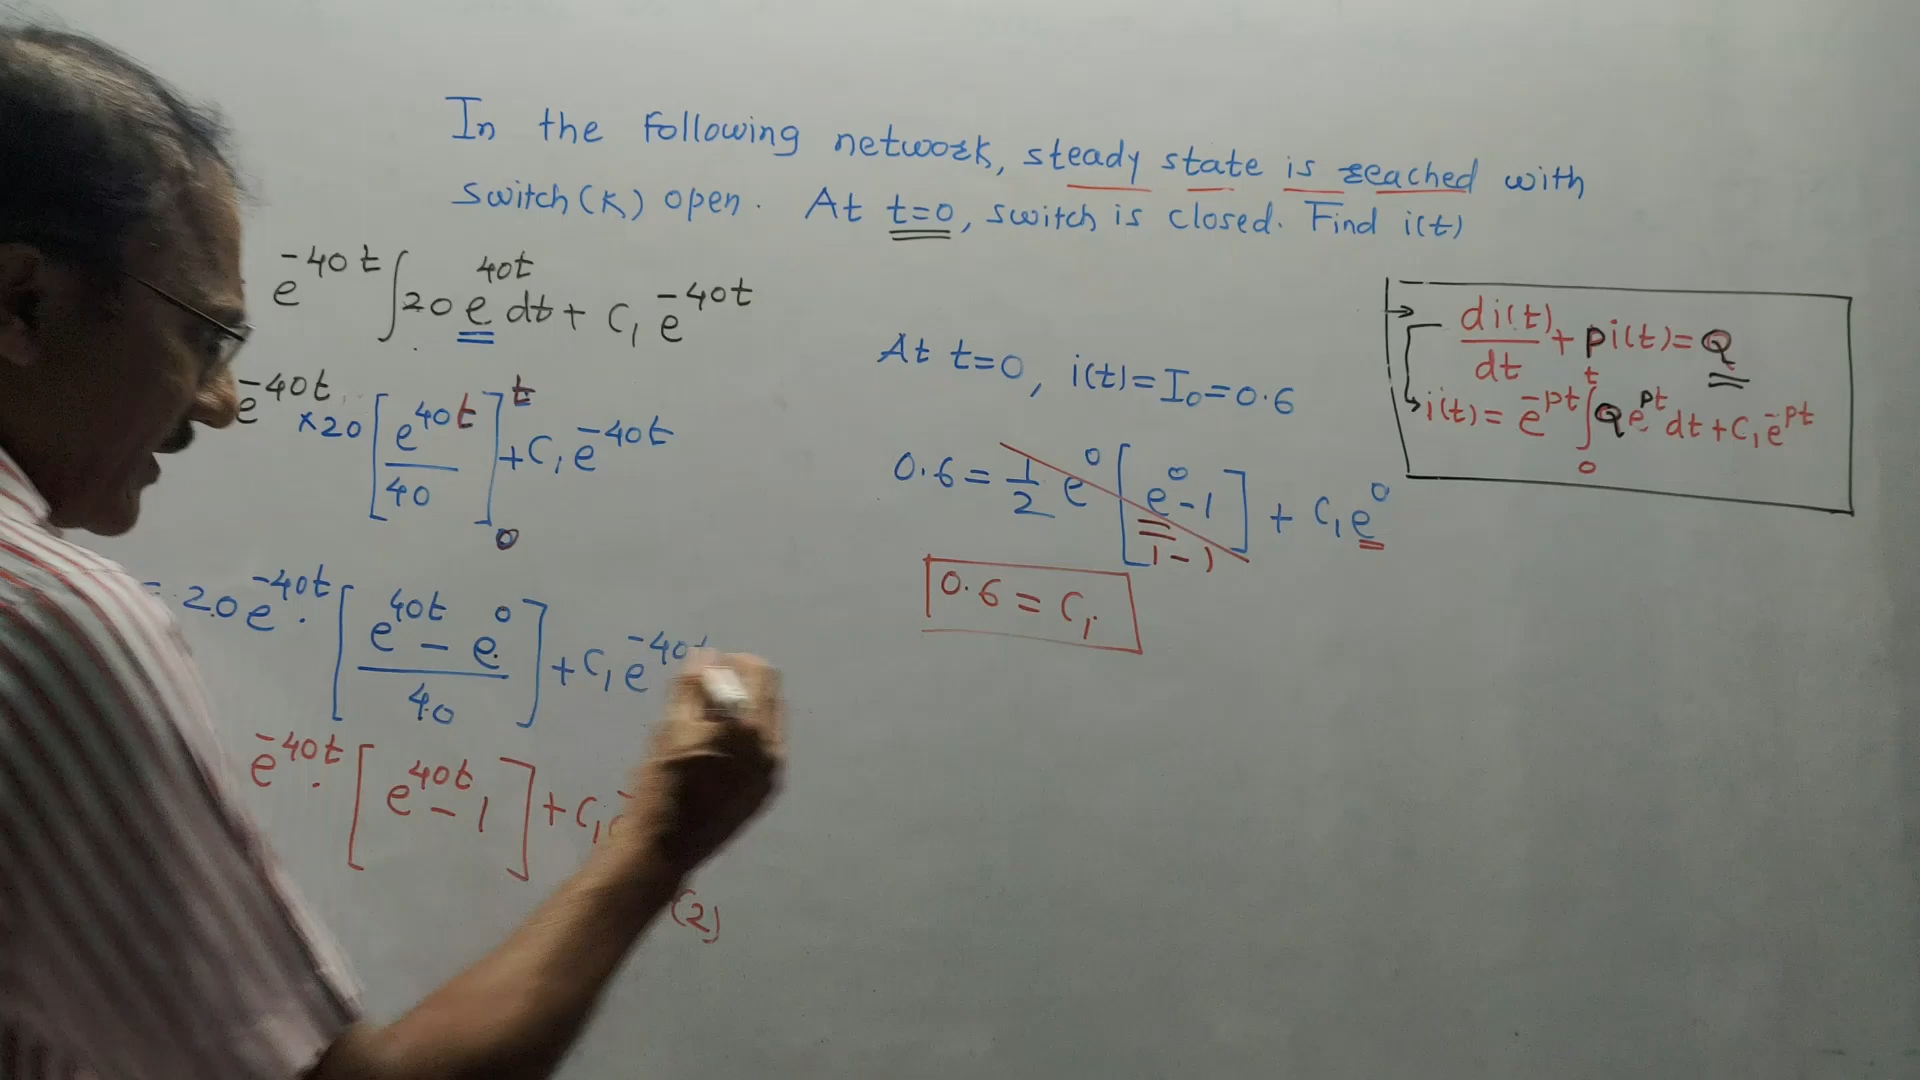 In the following network, steady state is reached with
Switch(K) open. At t=0, switch is closed. Find i(t)
e^{-40t} ∫ 20 e^{40t} dt + C₁ e^{-40t}
e^{-40t} ×20 [e^{40t}/40]₀^t + C₁ e^{-40t}
= 20 e^{-40t} · [(e^{40t} - e^0)/40] + C₁ e^{-40t}
e^{-40t} · [e^{40t} - 1] + C₁
(2)
At t=0, i(t)=I₀=0.6
0.6 = 1/2 e^0 [e^0 - 1] + C₁ e^0
1-1
0.6 = C₁
di(t)/dt + Pi(t) = Q
i(t) = e^{-pt} ∫₀^t Q e^{pt} dt + C₁ e^{-pt}